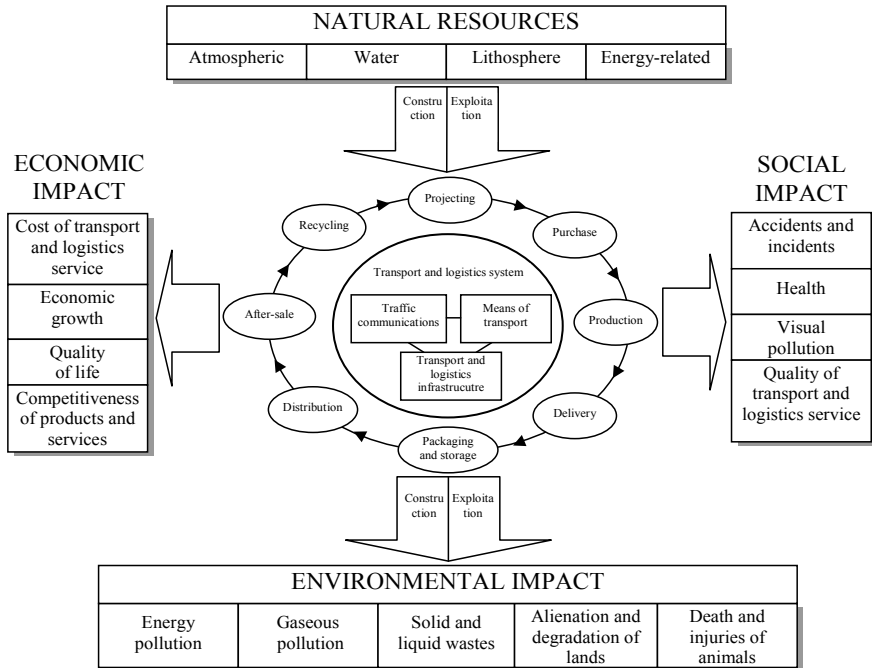 NATURAL RESOURCES
Atmospheric
Water
Lithosphere
Energy-related
Constru
ction
Exploita
tion
ECONOMIC
IMPACT
Cost of transport
and logistics
service
Economic
growth
Quality
of life
Competitiveness
of products and
services
SOCIAL
IMPACT
Accidents and
incidents
Health
Visual
pollution
Quality of
transport and
logistics service
Projecting
Purchase
Production
Delivery
Packaging
and storage
Distribution
After-sale
Recycling
Transport and logistics system
Traffic
communications
Means of
transport
Transport and
logistics
infrastrucutre
Constru
ction
Exploita
tion
ENVIRONMENTAL IMPACT
Energy
pollution
Gaseous
pollution
Solid and
liquid wastes
Alienation and
degradation of
lands
Death and
injuries of
animals